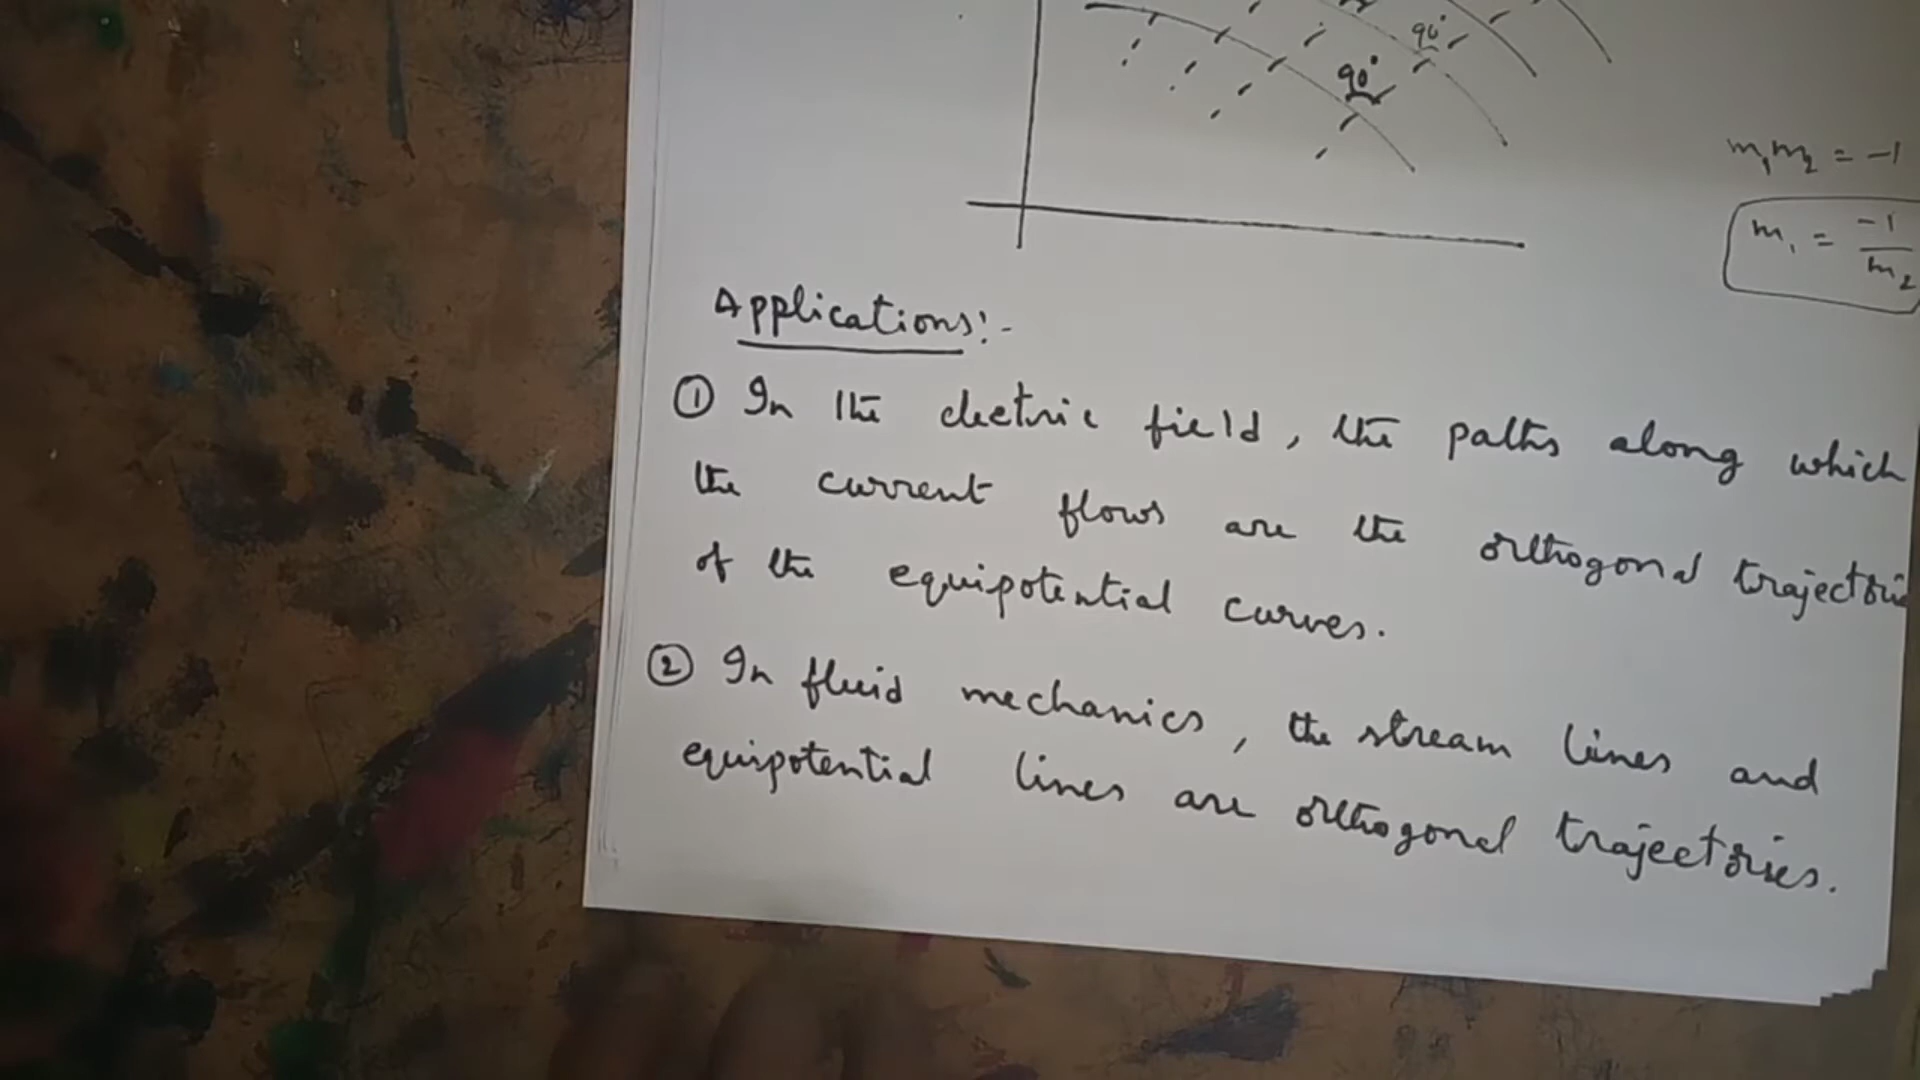 90°
90°
m₁m₂ = -1
m₁ = -1/m₂
Applications:-
① In the electric field, the paths along which
the current flows are the orthogonal trajectorie
of the equipotential curves.
② In fluid mechanics, the stream lines and
equipotential lines are orthogonal trajectories.